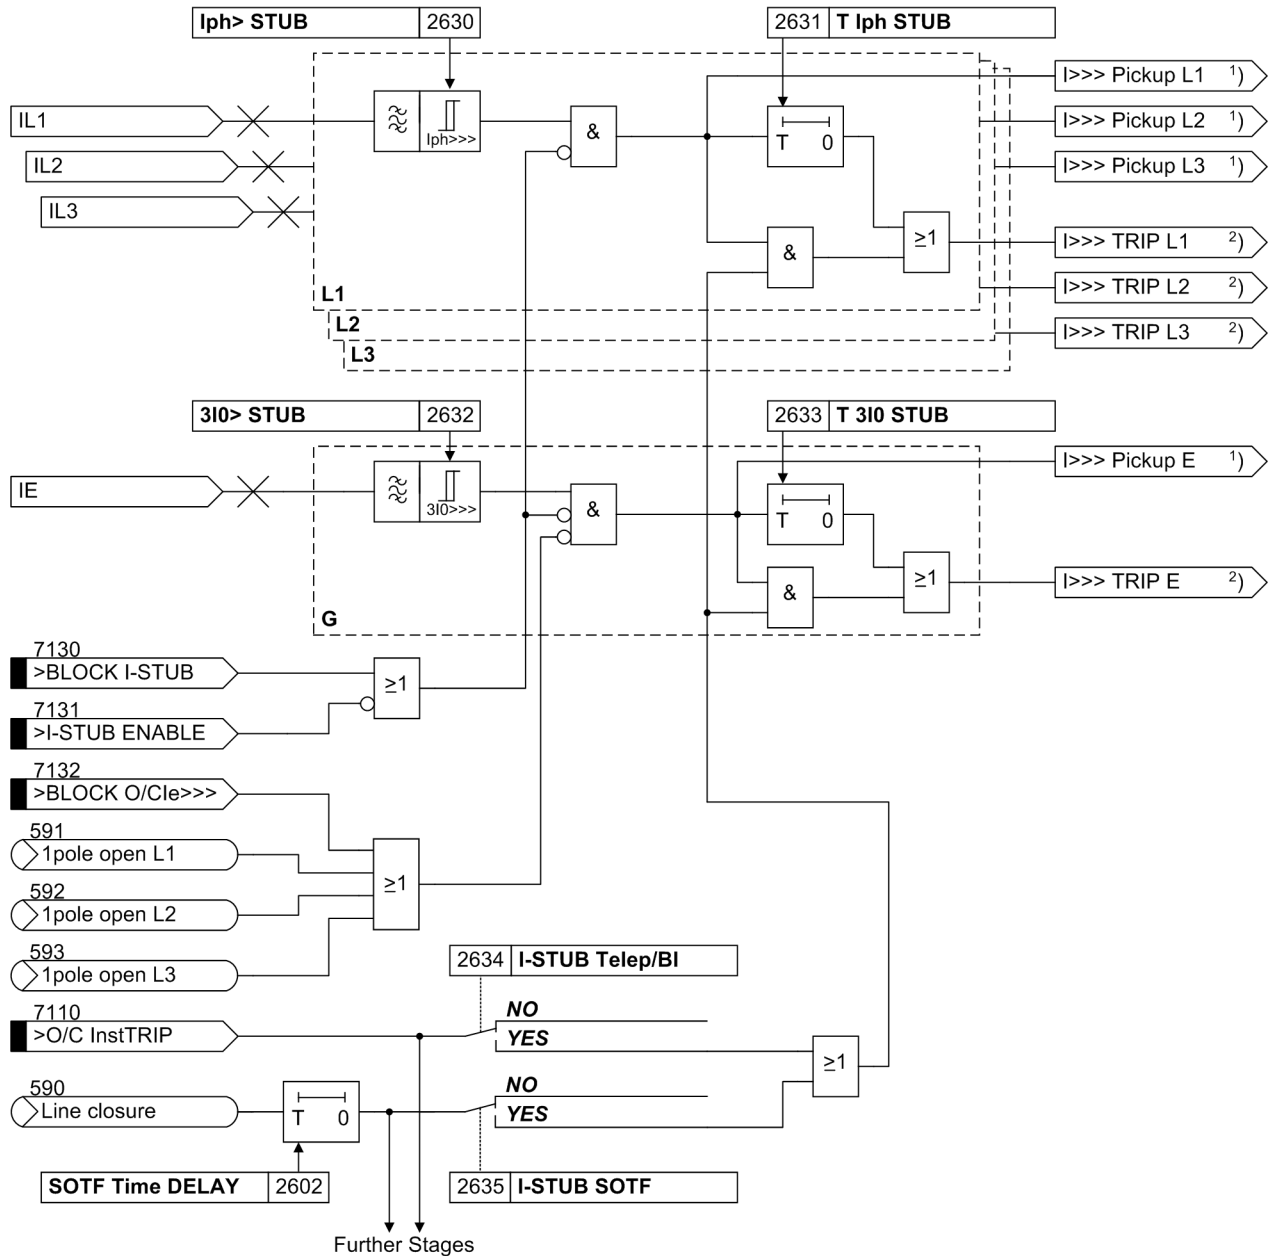 Iph> STUB 2630
2631 T Iph STUB
I>>> Pickup L1 1)
IL1
Iph>>>
&
T 0
I>>> Pickup L2 1)
IL2
I>>> Pickup L3 1)
IL3
&
≥1
I>>> TRIP L1 2)
L1
I>>> TRIP L2 2)
L2
I>>> TRIP L3 2)
L3
3I0> STUB 2632
2633 T 3I0 STUB
I>>> Pickup E 1)
IE
3I0>>>
&
T 0
&
≥1
I>>> TRIP E 2)
G
7130
>BLOCK I-STUB
≥1
7131
>I-STUB ENABLE
7132
>BLOCK O/CIe>>>
591
1pole open L1
≥1
592
1pole open L2
593
1pole open L3
2634 I-STUB Telep/BI
7110
>O/C InstTRIP
NO
YES
≥1
590
Line closure
T 0
NO
YES
SOTF Time DELAY 2602
2635 I-STUB SOTF
Further Stages